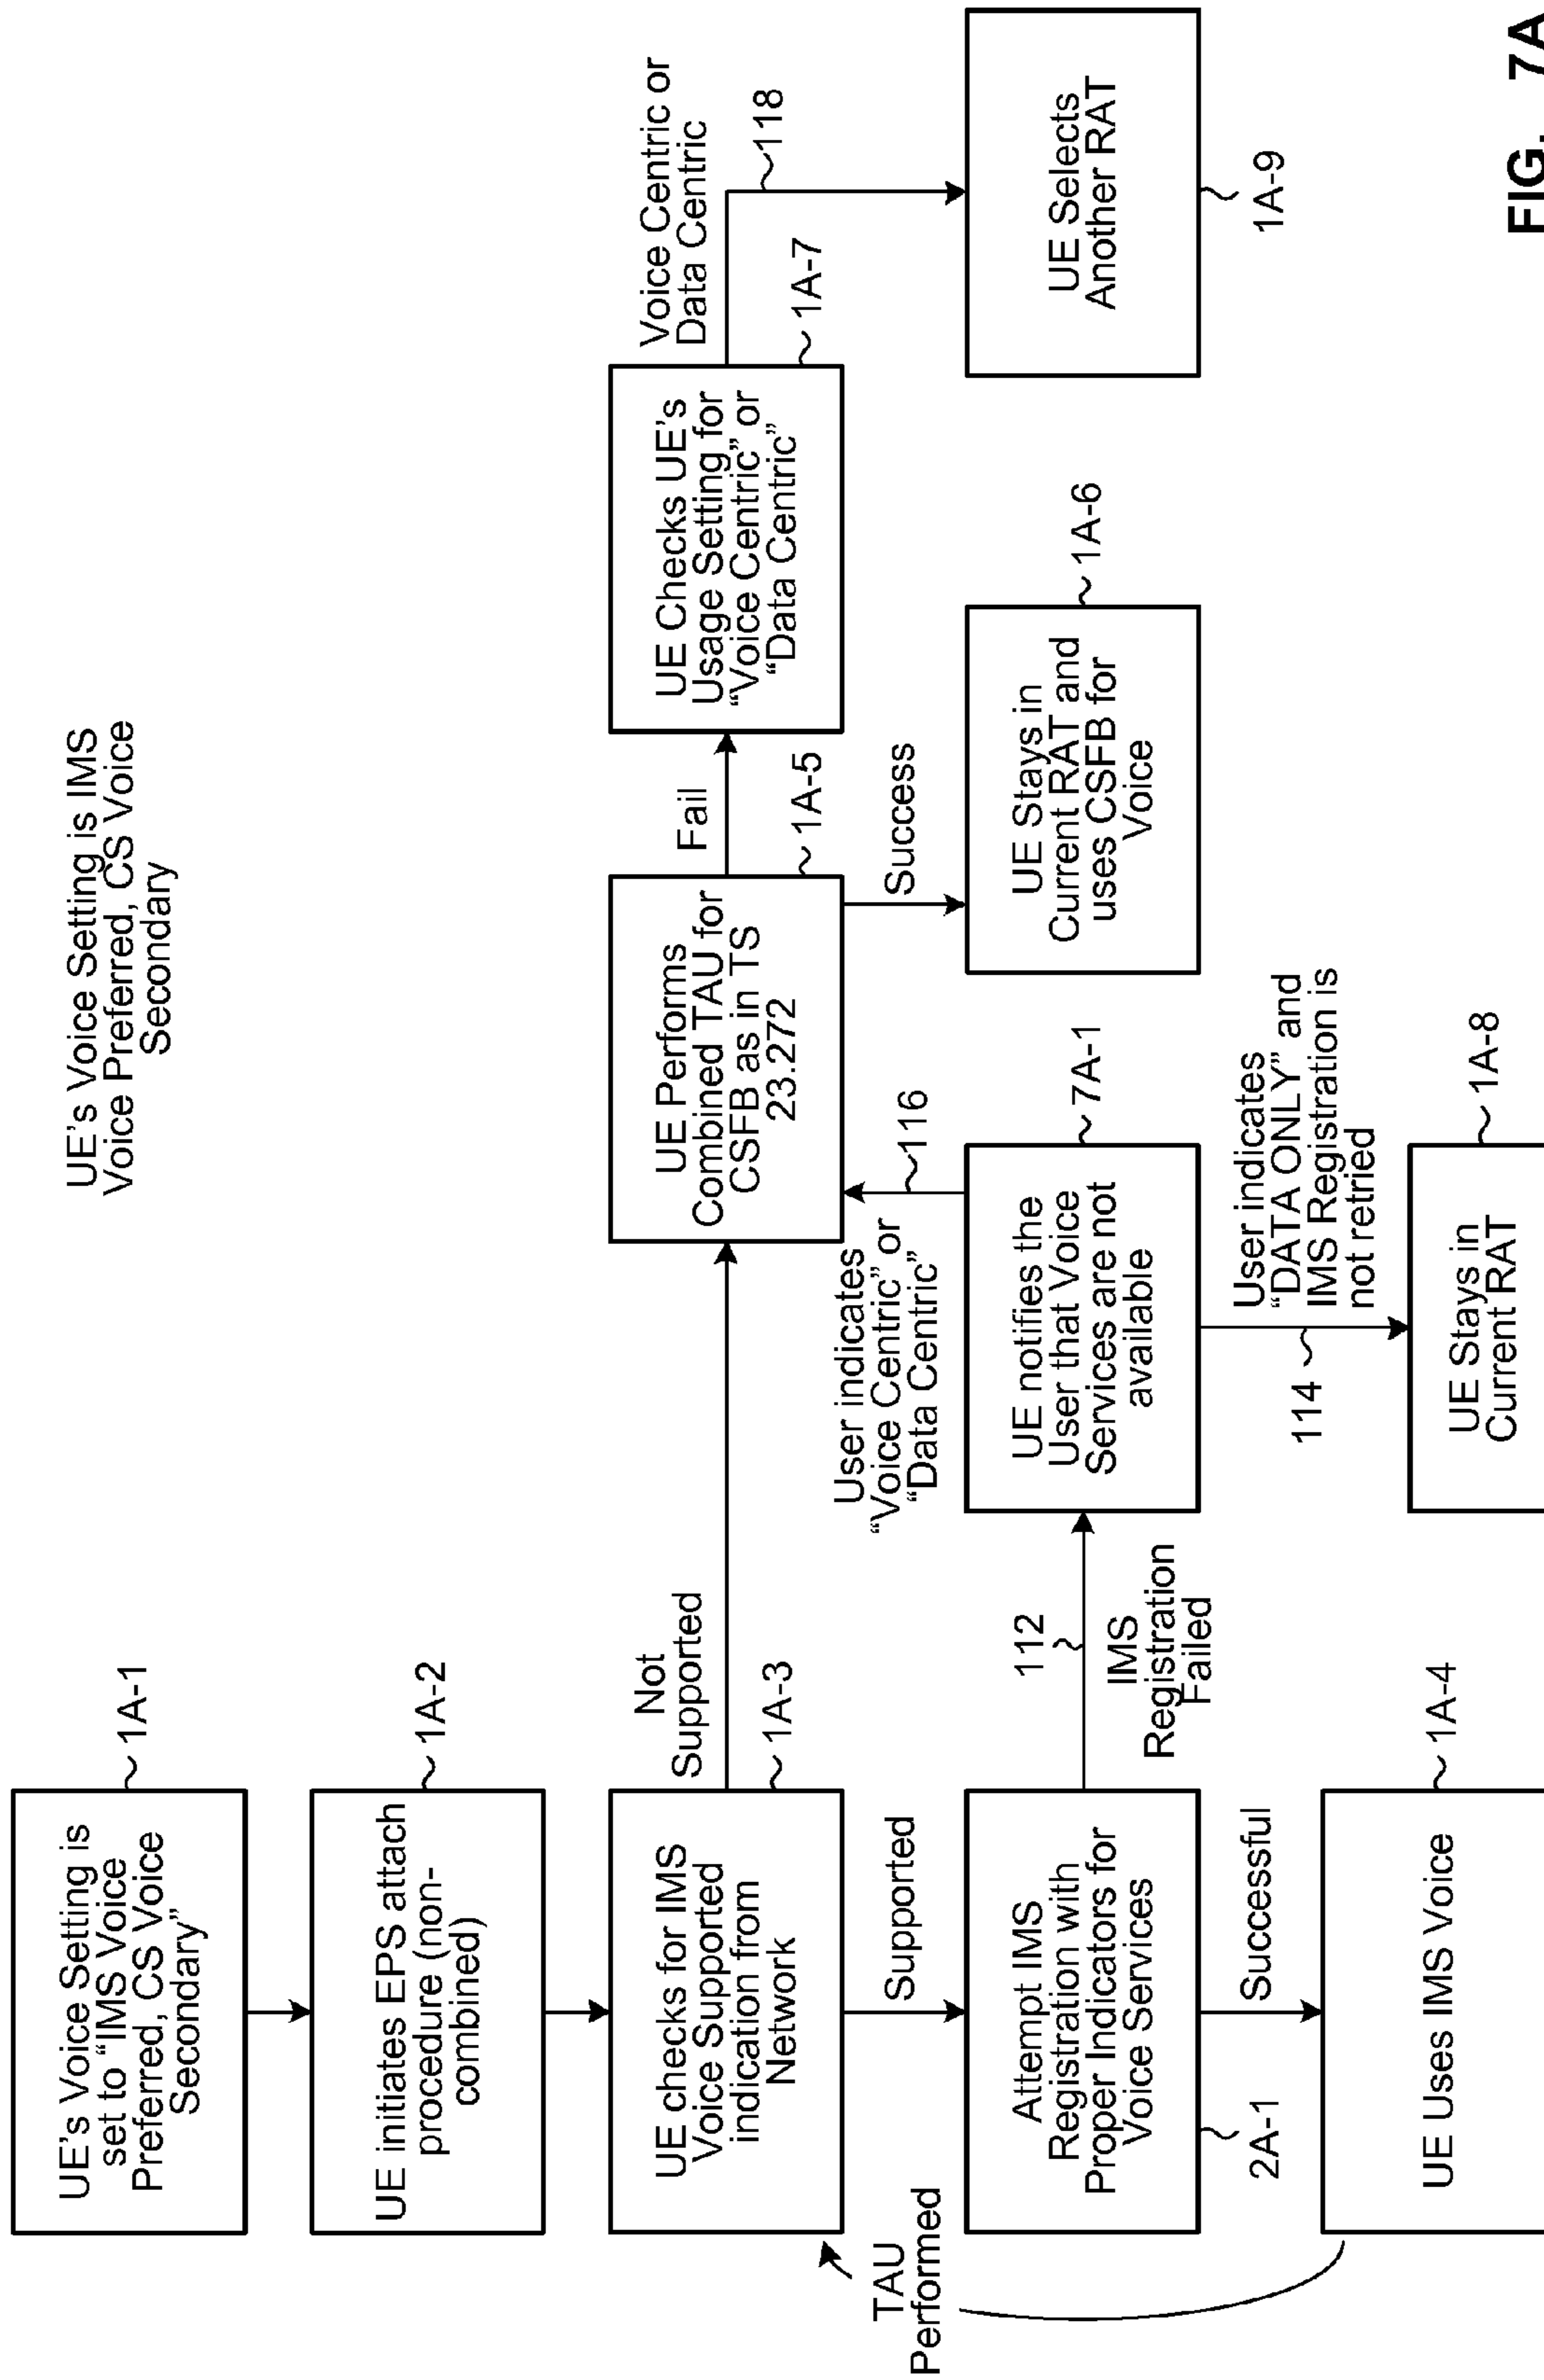 UE's Voice Setting is IMS
Voice Preferred, CS Voice
Secondary
UE's Voice Setting is
set to "IMS Voice
Preferred, CS Voice
Secondary"
1A-1
UE initiates EPS attach
procedure (non-
combined)
1A-2
UE checks for IMS
Voice Supported
indication from
Network
1A-3
Not
Supported
Supported
TAU
Performed
Attempt IMS
Registration with
Proper Indicators for
Voice Services
2A-1
112
IMS
Registration
Failed
Successful
UE Uses IMS Voice
1A-4
UE Performs
Combined TAU for
CSFB as in TS
23.272
1A-5
Fail
Success
User indicates
"Voice Centric" or
"Data Centric"
116
UE notifies the
User that Voice
Services are not
available
7A-1
114
User indicates
"DATA ONLY" and
IMS Registration is
not retried
UE Stays in
Current RAT
1A-8
UE Stays in
Current RAT and
uses CSFB for
Voice
1A-6
UE Checks UE's
Usage Setting for
"Voice Centric" or
"Data Centric"
1A-7
Voice Centric or
Data Centric
118
UE Selects
Another RAT
1A-9
FIG. 7A